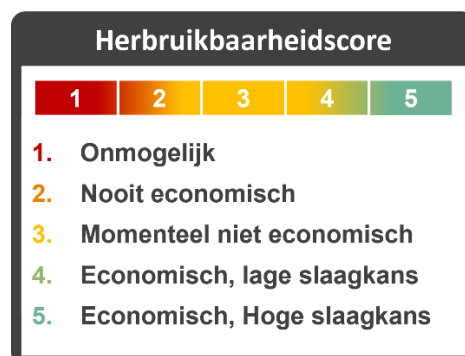 Herbruikbaarheidscore
1 2 3 4 5
1. Onmogelijk
2. Nooit economisch
3. Momenteel niet economisch
4. Economisch, lage slaagkans
5. Economisch, Hoge slaagkans